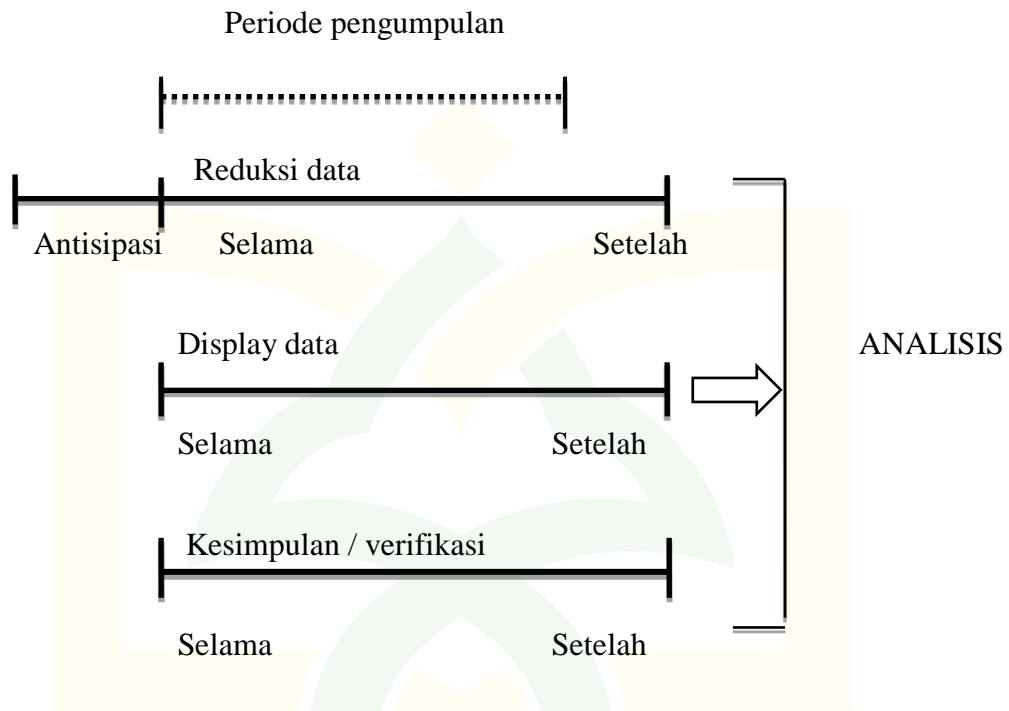 Periode pengumpulan
Reduksi data
Antisipasi Selama Setelah
Display data
ANALISIS
Selama Setelah
Kesimpulan / verifikasi
Selama Setelah